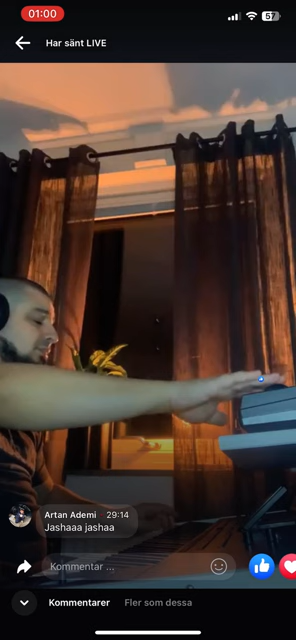 01:00
57
Har sänt LIVE
Artan Ademi 29:14
Jashaaa jashaa
Kommentar ...
Kommentarer Fler som dessa